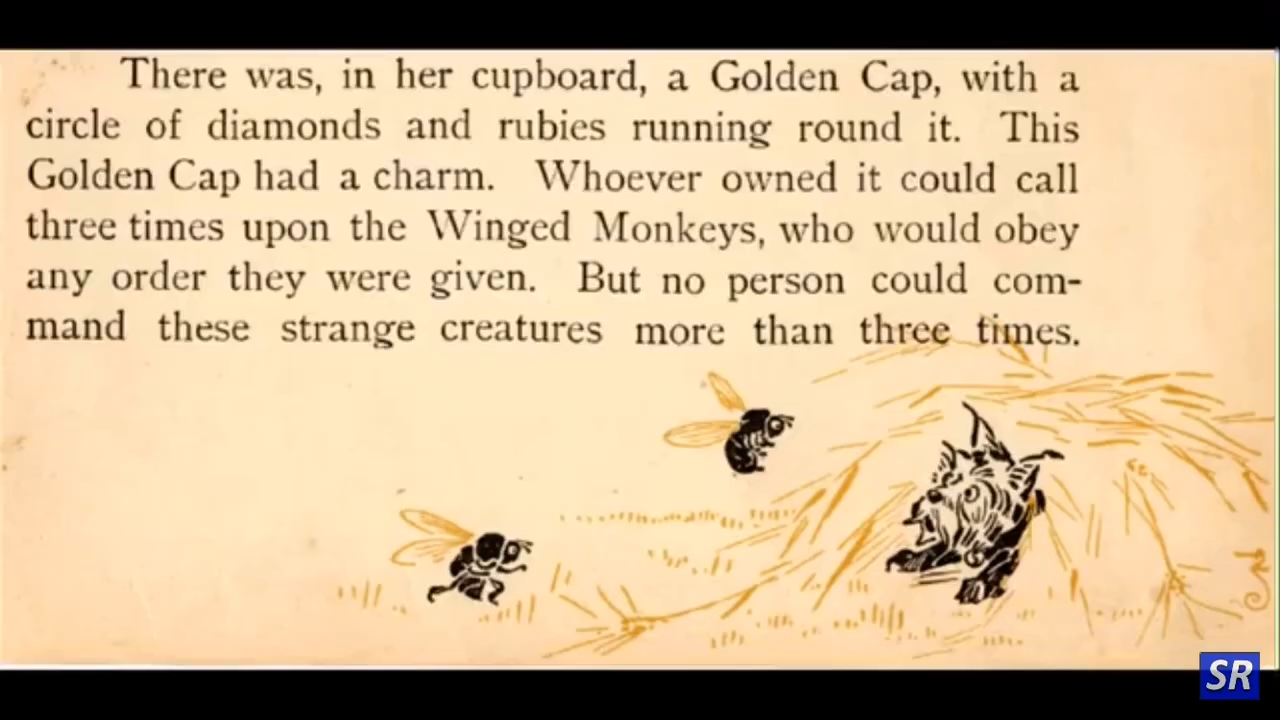 There was, in her cupboard, a Golden Cap, with a
circle of diamonds and rubies running round it. This
Golden Cap had a charm. Whoever owned it could call
three times upon the Winged Monkeys, who would obey
any order they were given. But no person could com-
mand these strange creatures more than three times.
SR